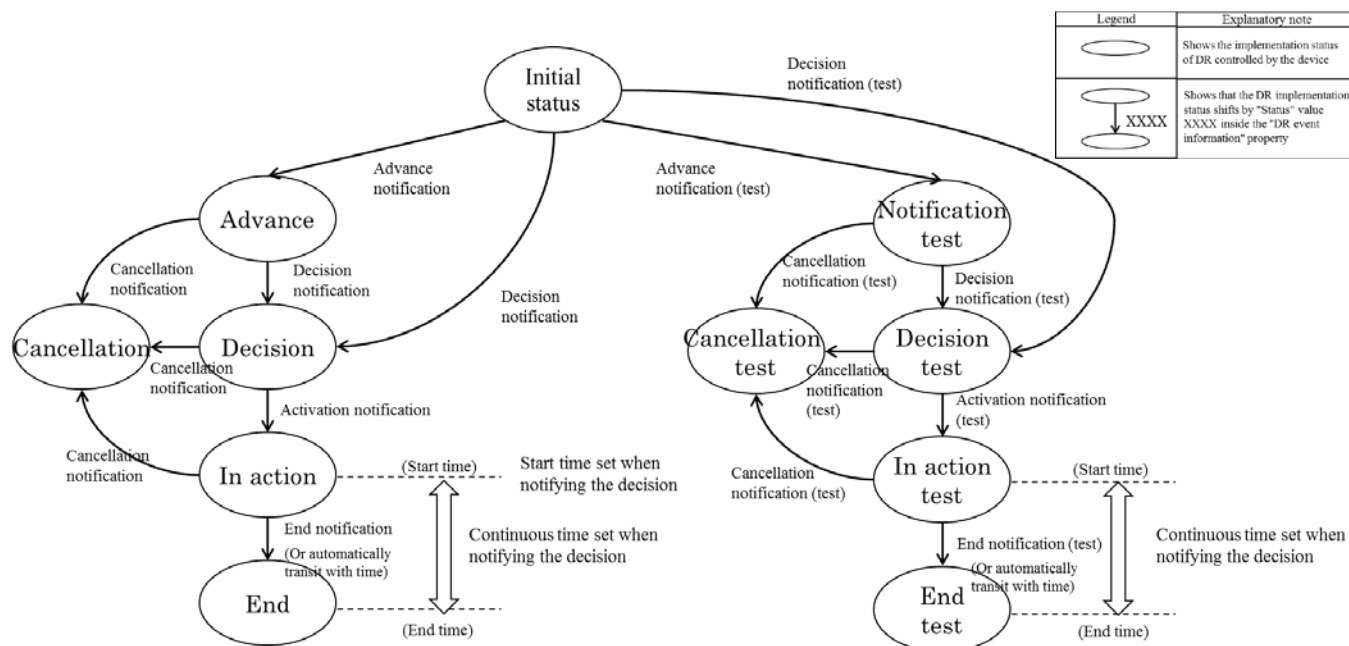 Legend
Explanatory note
Shows the implementation status
of DR controlled by the device
XXXX
Shows that the DR implementation
status shifts by "Status" value
XXXX inside the "DR event
information" property
Initial
status
Decision
notification (test)
Advance
notification
Advance
notification (test)
Advance
Notification
test
Cancellation
notification
Decision
notification
Decision
notification
Cancellation
notification (test)
Decision
notification (test)
Cancellation
Decision
Cancellation
notification
Cancellation
test
Decision
test
Cancellation
notification
(test)
Activation notification
Activation notification
(test)
Cancellation
notification
In action
(Start time)
Start time set when
notifying the decision
Cancellation
notification (test)
In action
test
(Start time)
End notification
(Or automatically
transit with time)
Continuous time set when
notifying the decision
End notification (test)
(Or automatically
transit with time)
Continuous time set when
notifying the decision
End
(End time)
End
test
(End time)